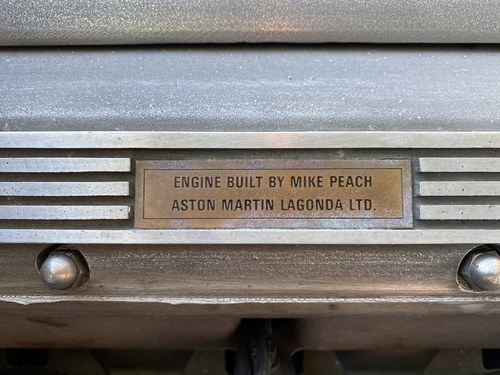 ENGINE BUILT BY MIKE PEACH
ASTON MARTIN LAGONDA LTD.